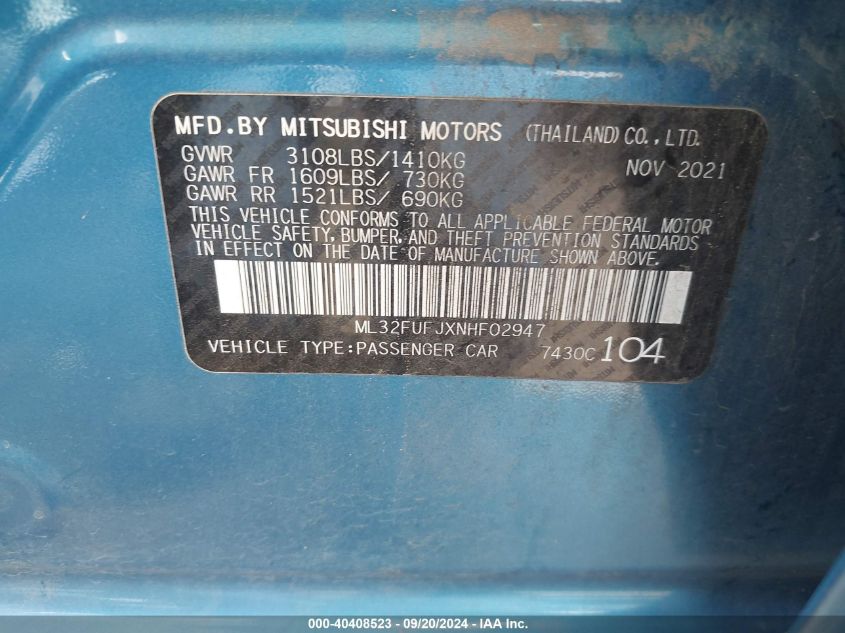 MFD.BY MITSUBISHI MOTORS (THAILAND) CO., LTD.
GVWR 3108LBS/1410KG NOV 2021
GAWR FR 1609LBS/ 730KG
GAWR RR 1521LBS/ 690KG
THIS VEHICLE CONFORMS TO ALL APPLICABLE FEDERAL MOTOR
VEHICLE SAFETY, BUMPER, AND THEFT PREVENTION STANDARDS
IN EFFECT ON THE DATE OF MANUFACTURE SHOWN ABOVE.
ML32FUFJXNHF02947
VEHICLE TYPE:PASSENGER CAR 7430C 104
000-40408523 - 09/20/2024 - IAA Inc.